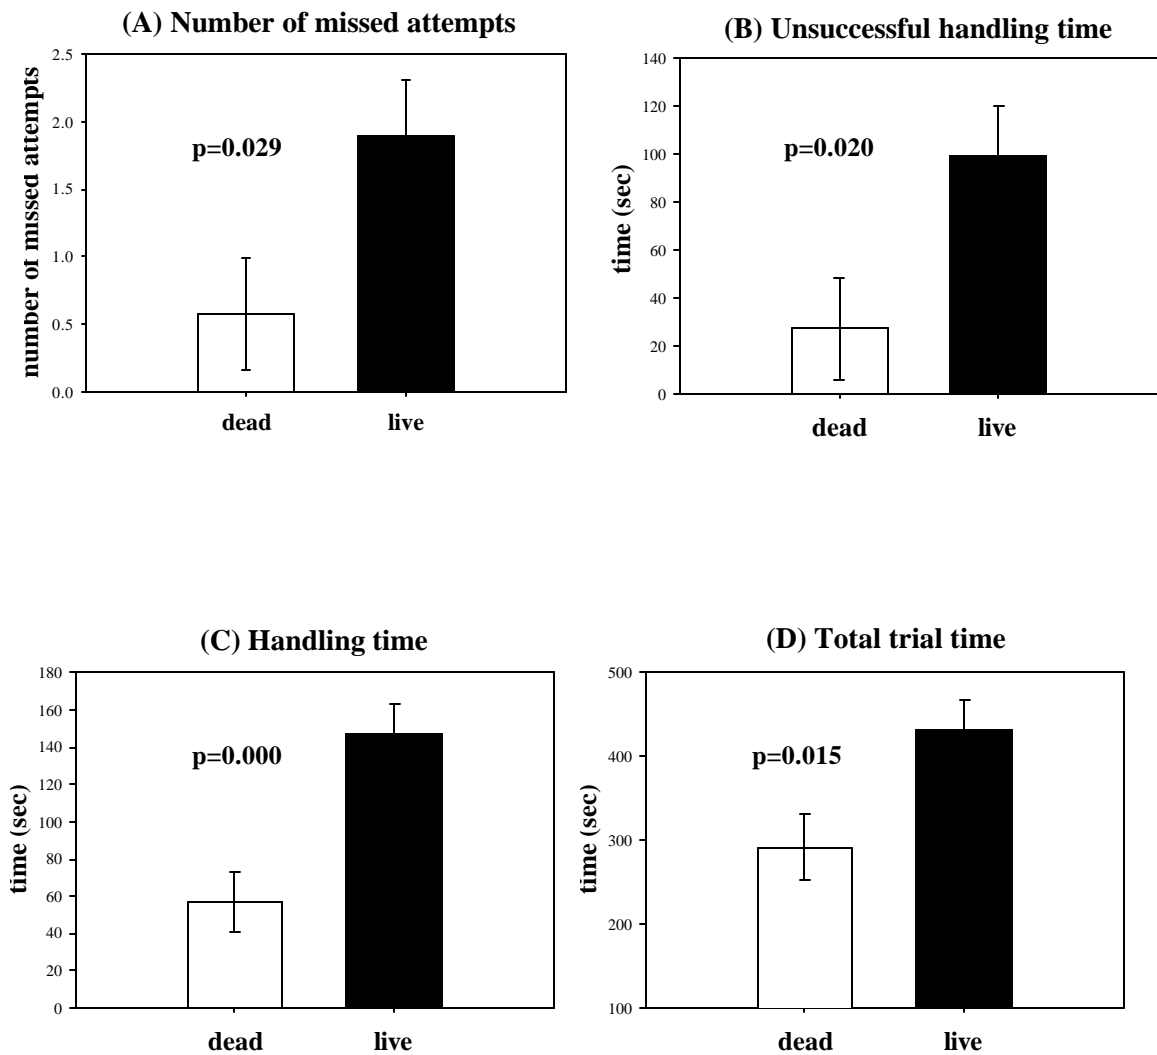 (A) Number of missed attempts
number of missed attempts
2.5
2.0
1.5
1.0
0.5
0.0
p=0.029
dead live
(B) Unsuccessful handling time
time (sec)
140
120
100
80
60
40
20
0
p=0.020
dead live
(C) Handling time
time (sec)
180
160
140
120
100
80
60
40
20
0
p=0.000
dead live
(D) Total trial time
time (sec)
500
400
300
200
100
p=0.015
dead live